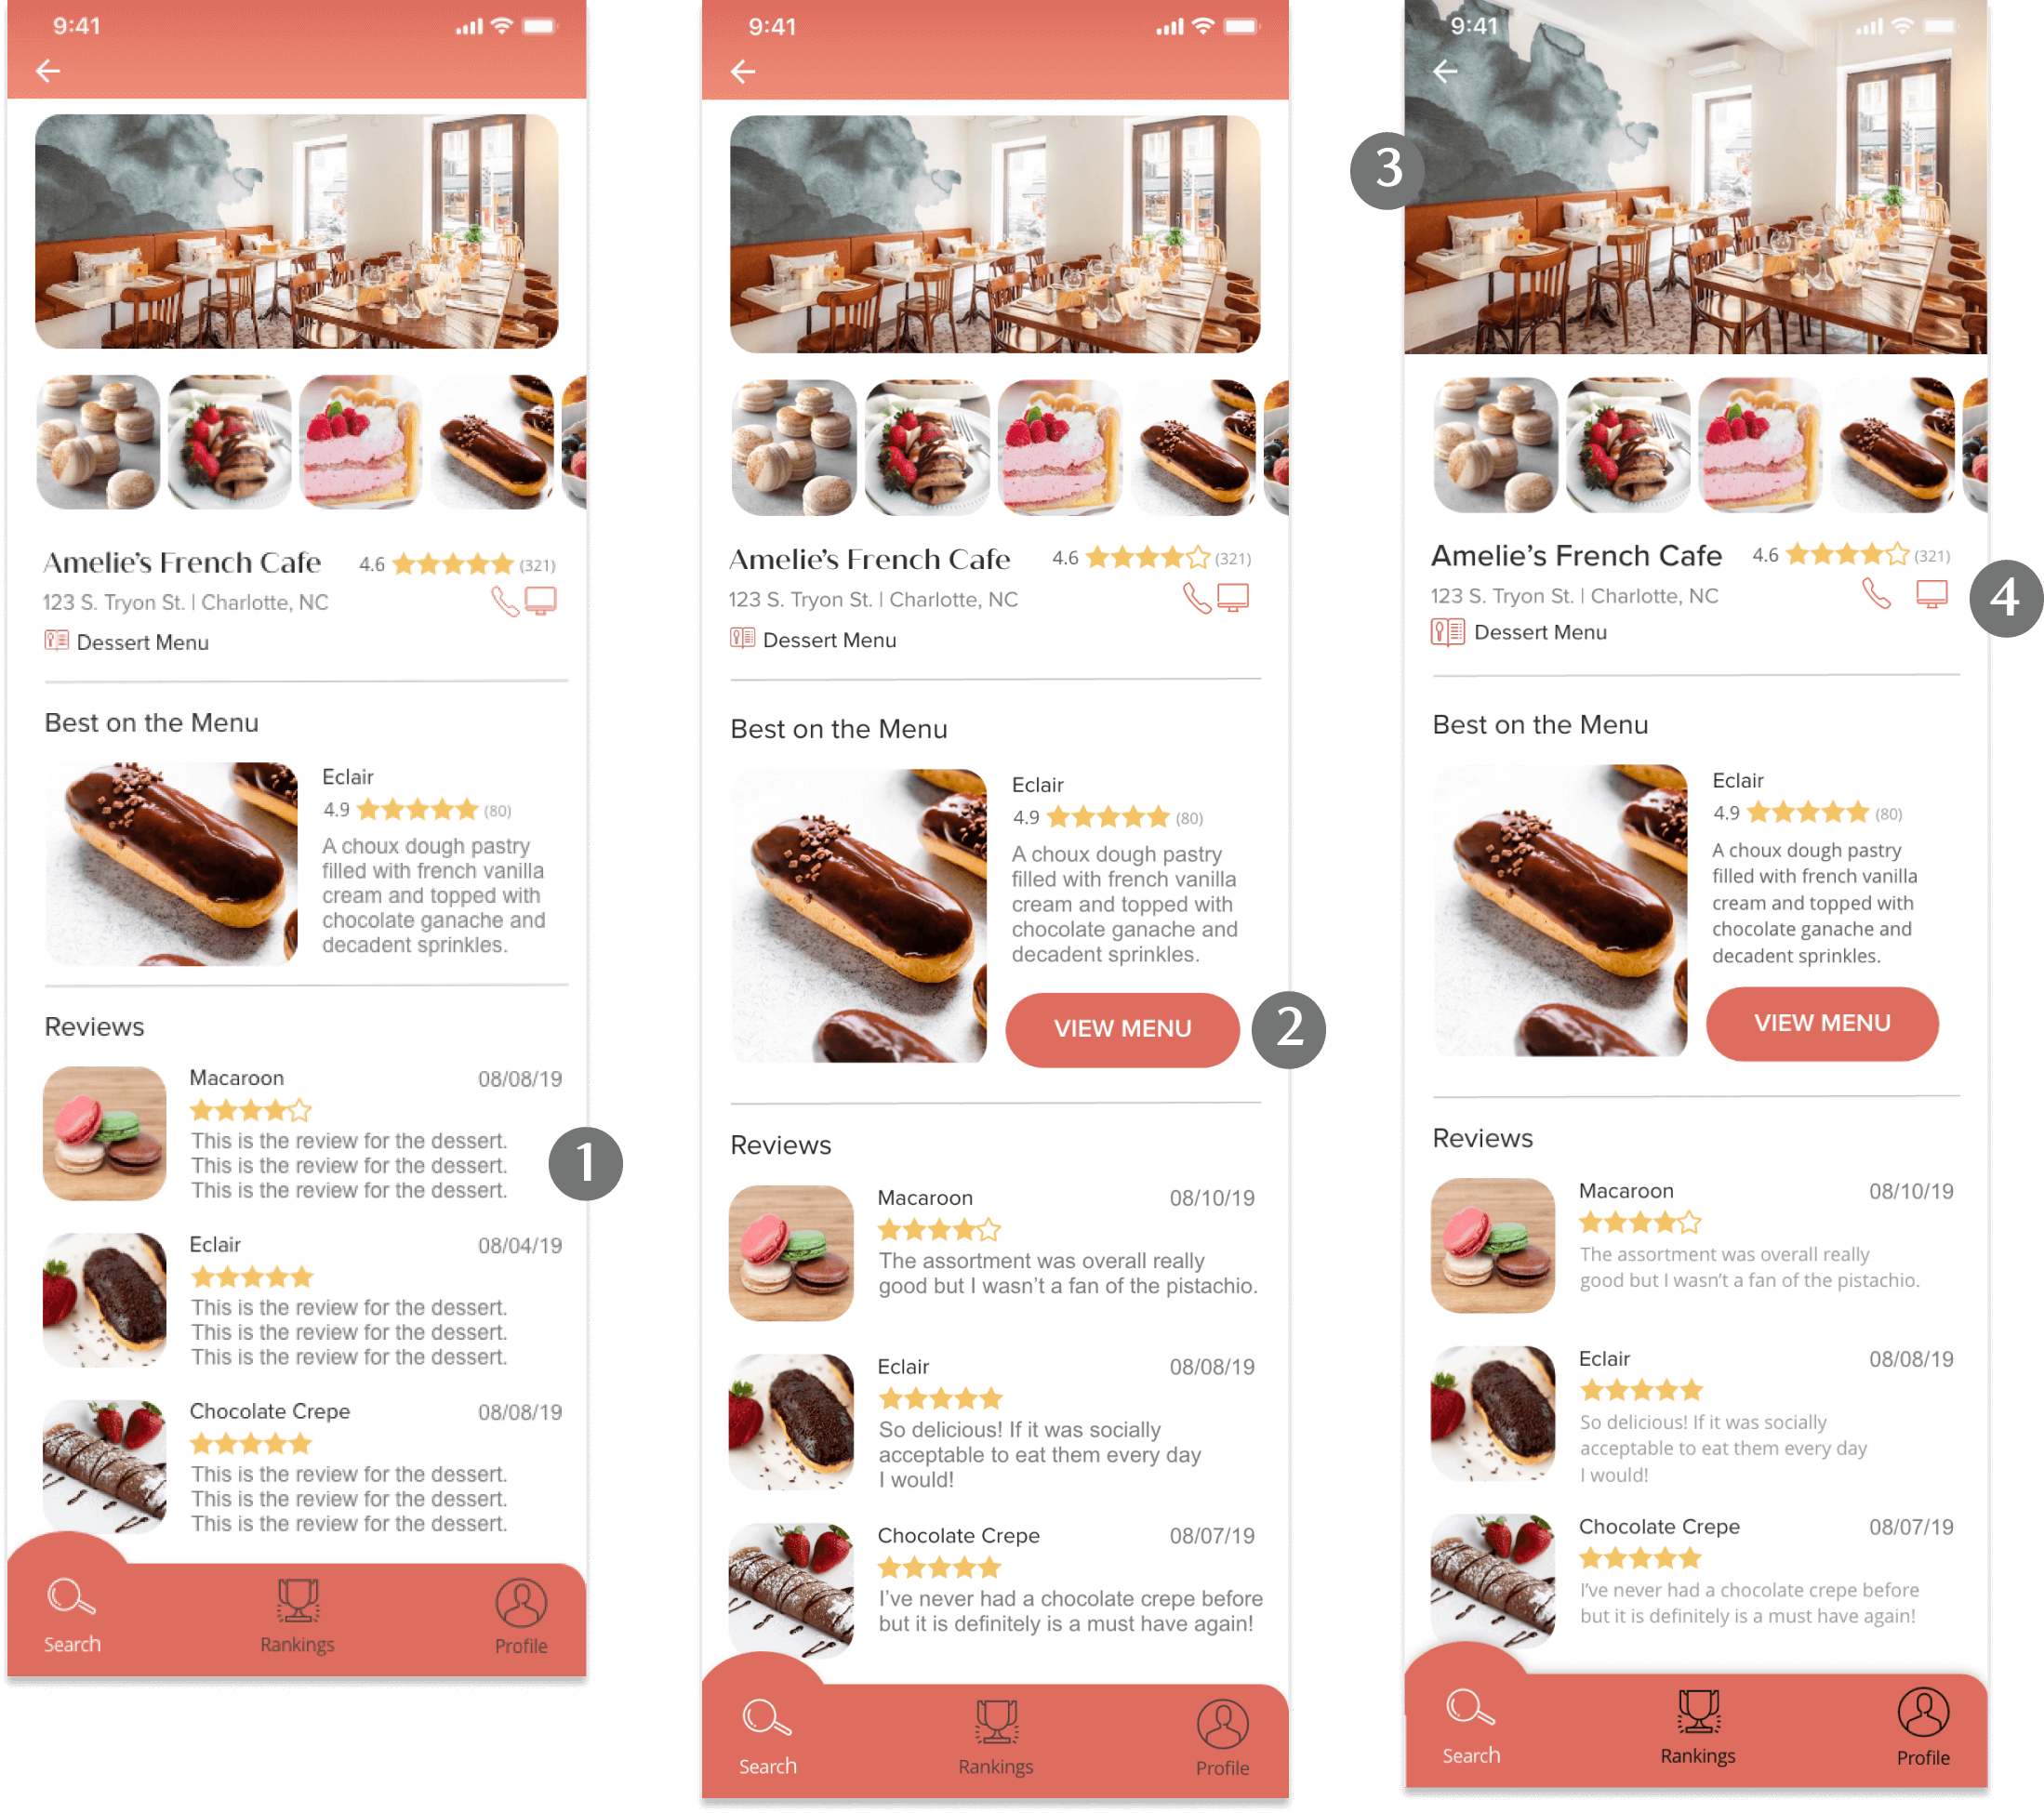 9:41
Amelie's French Cafe
4.6 (321)
123 S. Tryon St. | Charlotte, NC
Dessert Menu
Best on the Menu
Eclair
4.9 (80)
A choux dough pastry
filled with french vanilla
cream and topped with
chocolate ganache and
decadent sprinkles.
Reviews
Macaroon 08/08/19
This is the review for the dessert.
This is the review for the dessert.
This is the review for the dessert.
1
Eclair 08/04/19
This is the review for the dessert.
This is the review for the dessert.
This is the review for the dessert.
Chocolate Crepe 08/08/19
This is the review for the dessert.
This is the review for the dessert.
This is the review for the dessert.
Search Rankings Profile
9:41
Amelie's French Cafe
4.6 (321)
123 S. Tryon St. | Charlotte, NC
Dessert Menu
Best on the Menu
Eclair
4.9 (80)
A choux dough pastry
filled with french vanilla
cream and topped with
chocolate ganache and
decadent sprinkles.
VIEW MENU
2
Reviews
Macaroon 08/10/19
The assortment was overall really
good but I wasn't a fan of the pistachio.
Eclair 08/08/19
So delicious! If it was socially
acceptable to eat them every day
I would!
Chocolate Crepe 08/07/19
I've never had a chocolate crepe before
but it is definitely is a must have again!
Search Rankings Profile
9:41
3
Amelie's French Cafe
4.6 (321)
123 S. Tryon St. | Charlotte, NC
4
Dessert Menu
Best on the Menu
Eclair
4.9 (80)
A choux dough pastry
filled with french vanilla
cream and topped with
chocolate ganache and
decadent sprinkles.
VIEW MENU
Reviews
Macaroon 08/10/19
The assortment was overall really
good but I wasn't a fan of the pistachio.
Eclair 08/08/19
So delicious! If it was socially
acceptable to eat them every day
I would!
Chocolate Crepe 08/07/19
I've never had a chocolate crepe before
but it is definitely is a must have again!
Search Rankings Profile